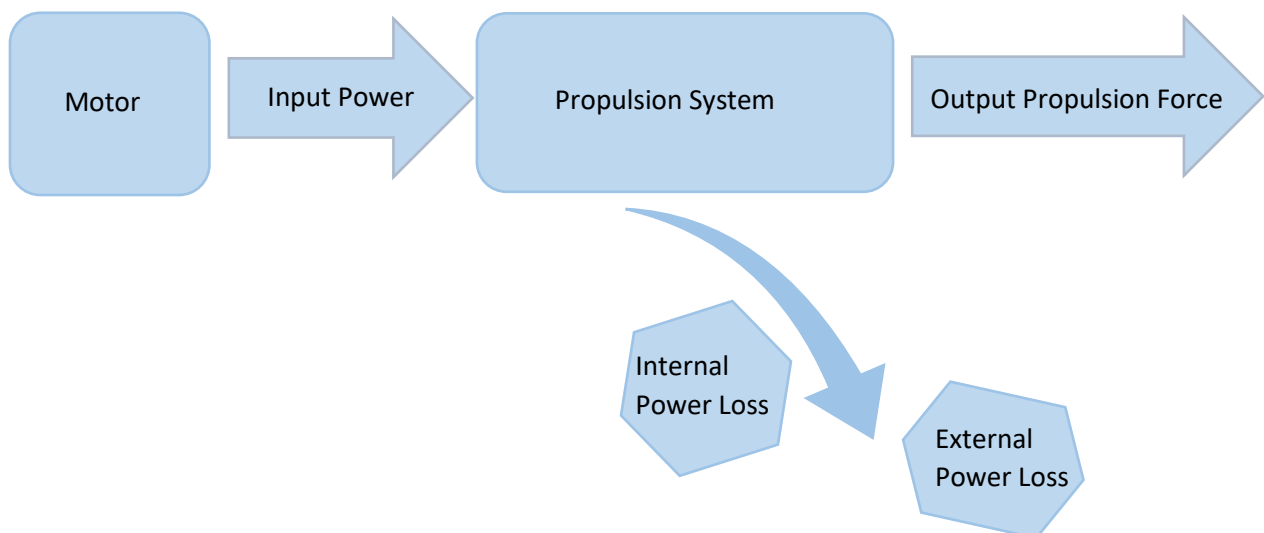 Motor
Input Power
Propulsion System
Output Propulsion Force
Internal
Power Loss
External
Power Loss